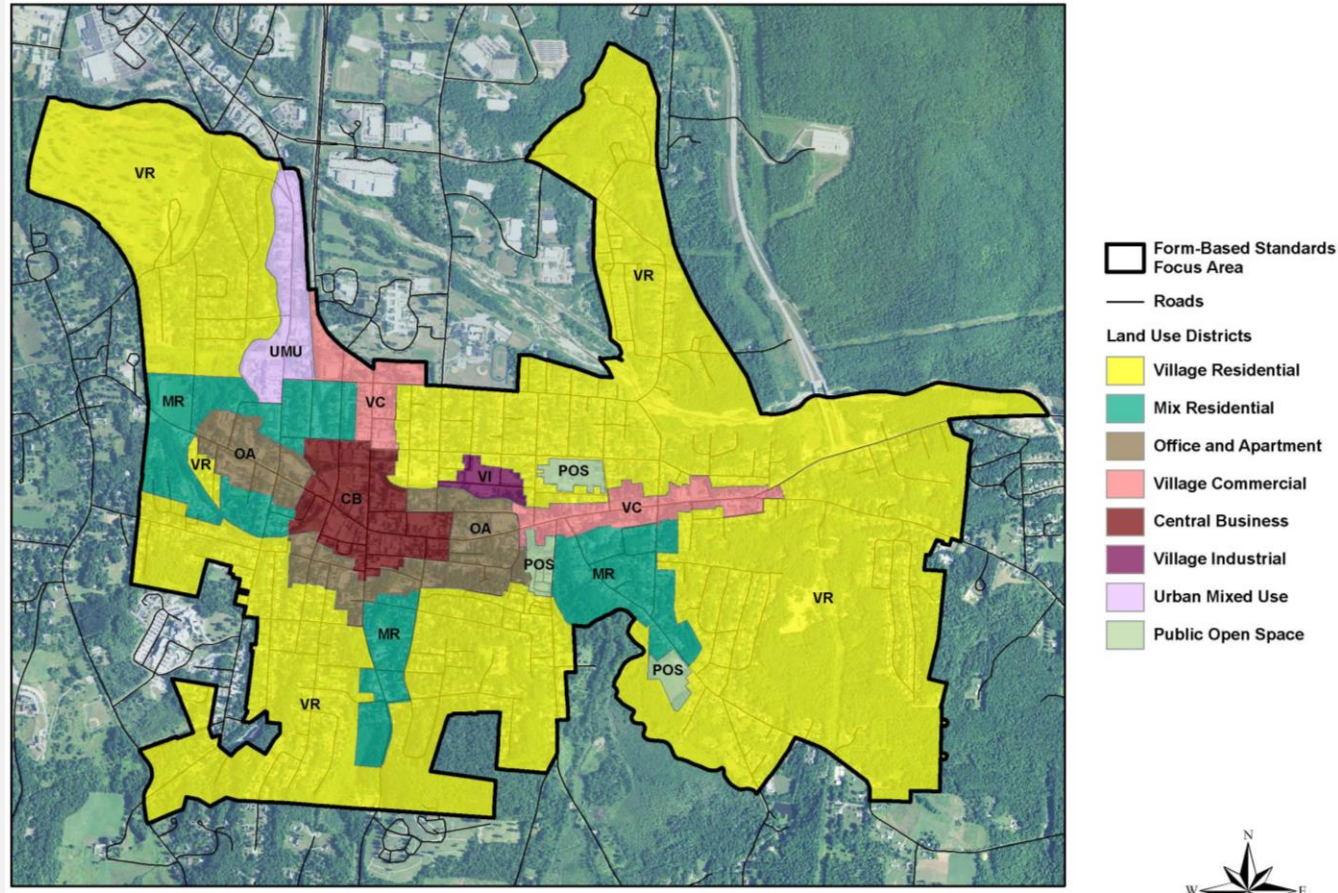 VR
VR
UMU
MR
VC
VR
OA
VI
POS
CB
VC
OA
POS
MR
VR
MR
POS
VR
Form-Based Standards
Focus Area
Roads
Land Use Districts
Village Residential
Mix Residential
Office and Apartment
Village Commercial
Central Business
Village Industrial
Urban Mixed Use
Public Open Space
N
W
E